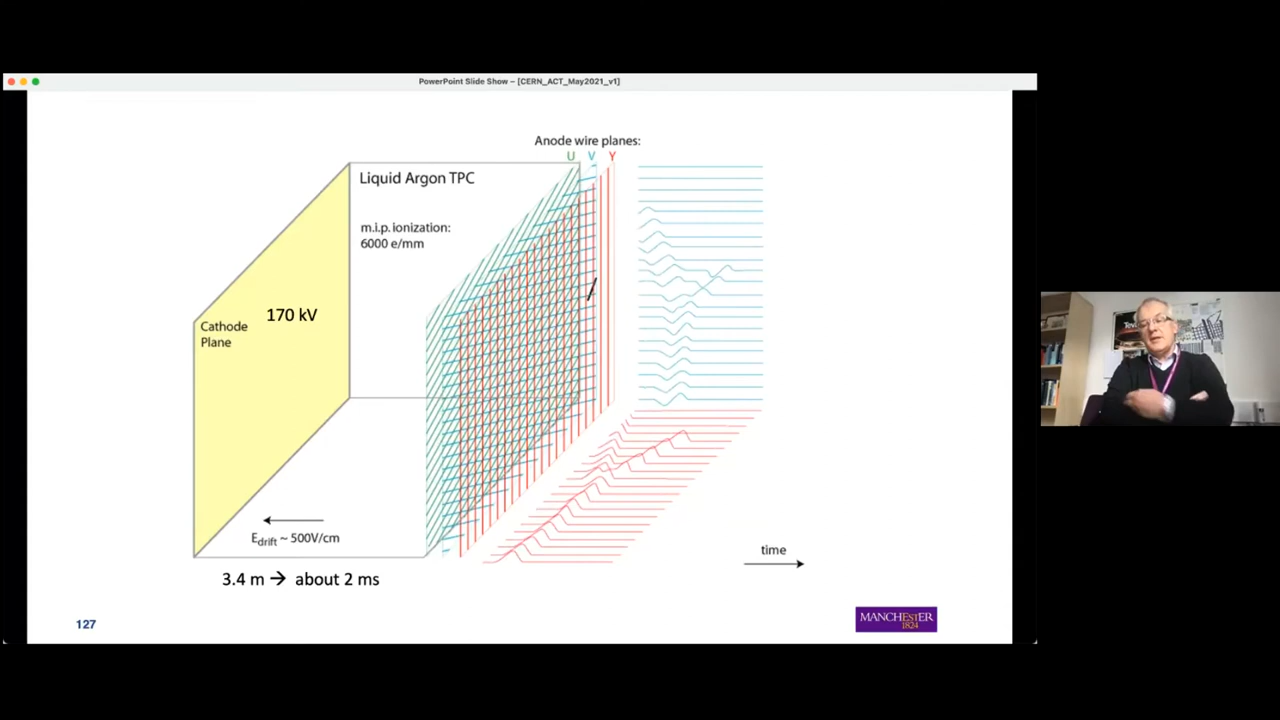 PowerPoint Slide Show – [CERN_ACT_May2021_v1]
Anode wire planes:
U V Y
Liquid Argon TPC
m.i.p. ionization:
6000 e/mm
170 kV
Cathode
Plane
Edrift ~ 500V/cm
3.4 m → about 2 ms
time
127
MANCHESTER
1824